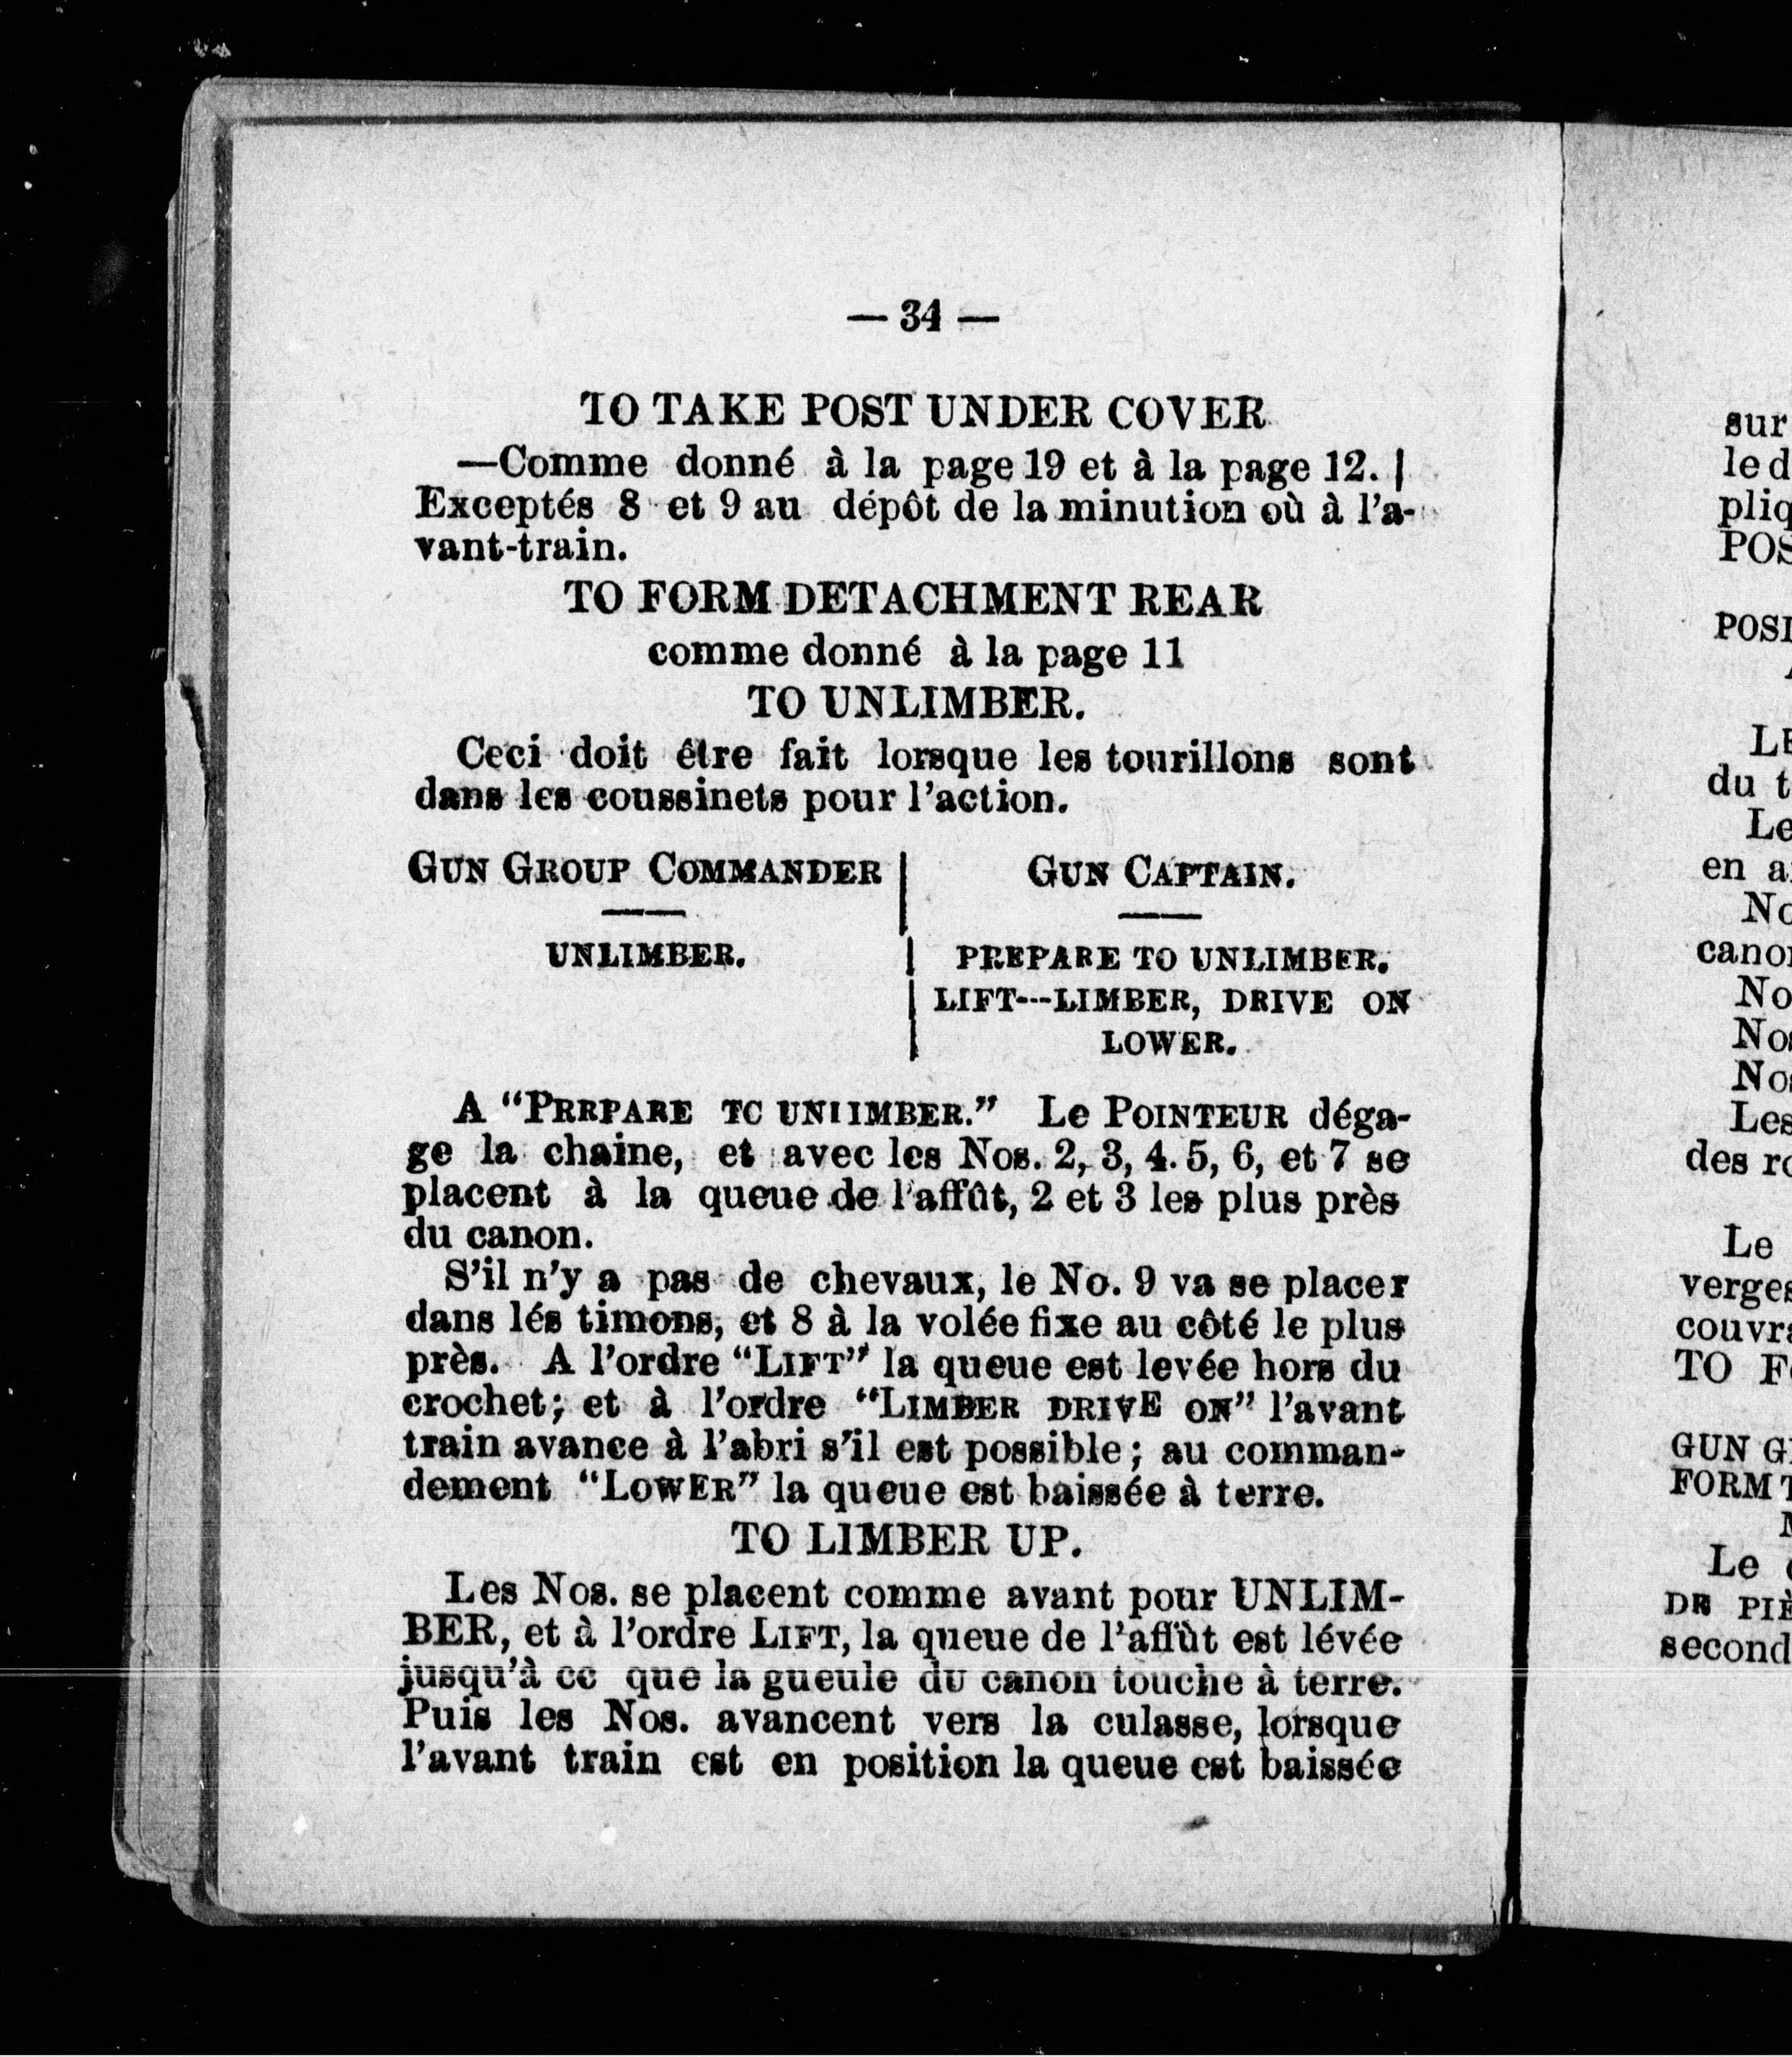 — 34 —
TO TAKE POST UNDER COVER
—Comme donné à la page 19 et à la page 12. |
Exceptés 8 et 9 au dépôt de la minution où à l'a-
vant-train.
TO FORM DETACHMENT REAR
comme donné à la page 11
TO UNLIMBER.
Ceci doit être fait lorsque les tourillons sont
dans les coussinets pour l'action.
GUN GROUP COMMANDER | GUN CAPTAIN.
UNLIMBER. | PREPARE TO UNLIMBER.
| LIFT---LIMBER, DRIVE ON
| LOWER.
A "PRRPARE TC UNIIMBER." Le POINTEUR déga-
ge la chaine, et avec les Nos. 2, 3, 4. 5, 6, et 7 se
placent à la queue de l'affût, 2 et 3 les plus près
du canon.
S'il n'y a pas de chevaux, le No. 9 va se placer
dans lés timons, et 8 à la volée fixe au côté le plus
près. A l'ordre "LIFT" la queue est levée hors du
crochet; et à l'ordre "LIMBER DRIVE ON" l'avant
train avance à l'abri s'il est possible; au comman-
dement "LOWER" la queue est baissée à terre.
TO LIMBER UP.
Les Nos. se placent comme avant pour UNLIM-
BER, et à l'ordre LIFT, la queue de l'affût est lévée
jusqu'à ce que la gueule du canon touche à terre.
Puis les Nos. avancent vers la culasse, lorsque
l'avant train est en position la queue est baissée
sur
le d
pliq
POS
POSI
LE
du t
Le
en a
No
canon
No
Nos
Nos
Les
des ro
Le
verges
couvra
TO F
GUN G
FORM T
Le
DE PIÈ
second